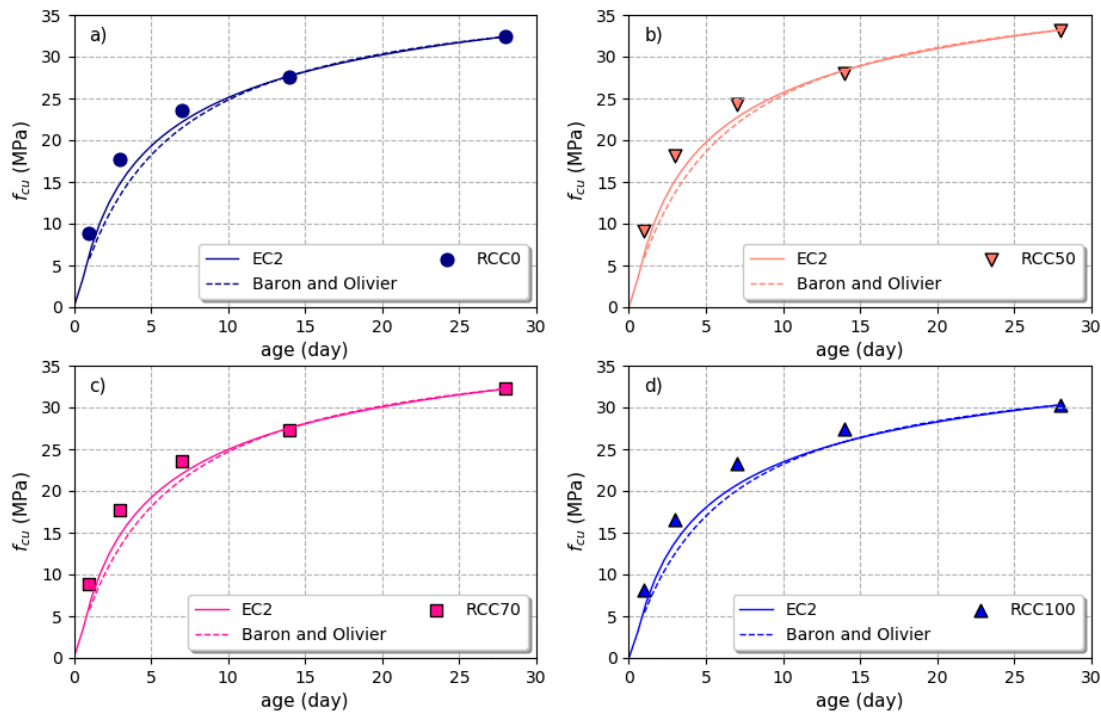 a)
35
30
25
20
15
10
5
0
f_cu (MPa)
EC2
Baron and Olivier
RCC0
0 5 10 15 20 25 30
age (day)
b)
35
30
25
20
15
10
5
0
f_cu (MPa)
EC2
Baron and Olivier
RCC50
0 5 10 15 20 25 30
age (day)
c)
35
30
25
20
15
10
5
0
f_cu (MPa)
EC2
Baron and Olivier
RCC70
0 5 10 15 20 25 30
age (day)
d)
35
30
25
20
15
10
5
0
f_cu (MPa)
EC2
Baron and Olivier
RCC100
0 5 10 15 20 25 30
age (day)